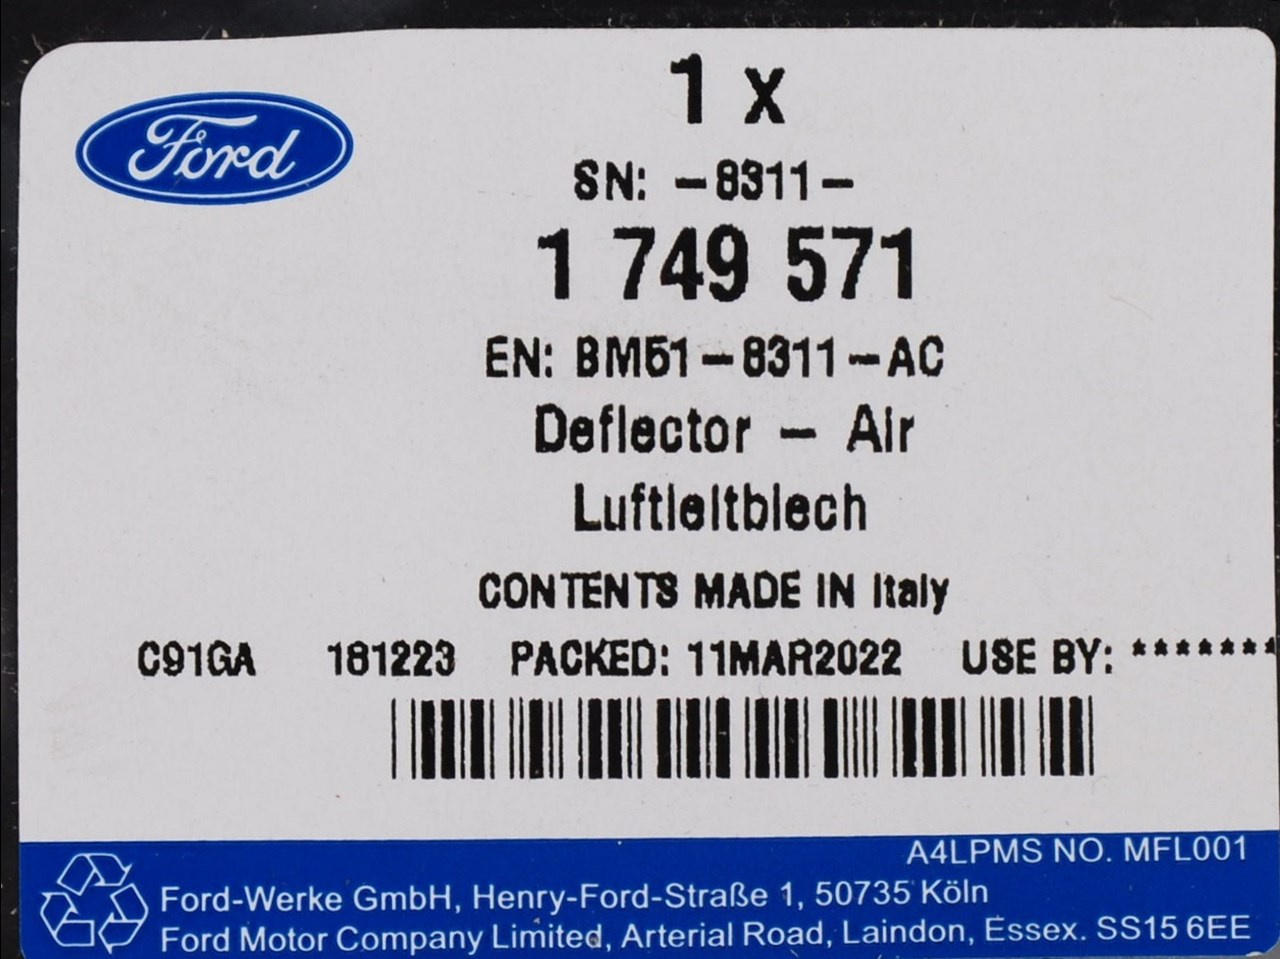 Ford
1 x
SN: -8311-
1 749 571
EN: BM51-8311-AC
Deflector - Air
Luftleitblech
CONTENTS MADE IN Italy
C91GA 181223 PACKED: 11MAR2022 USE BY: *******
A4LPMS NO. MFL001
Ford-Werke GmbH, Henry-Ford-Straße 1, 50735 Köln
Ford Motor Company Limited, Arterial Road, Laindon, Essex. SS15 6EE